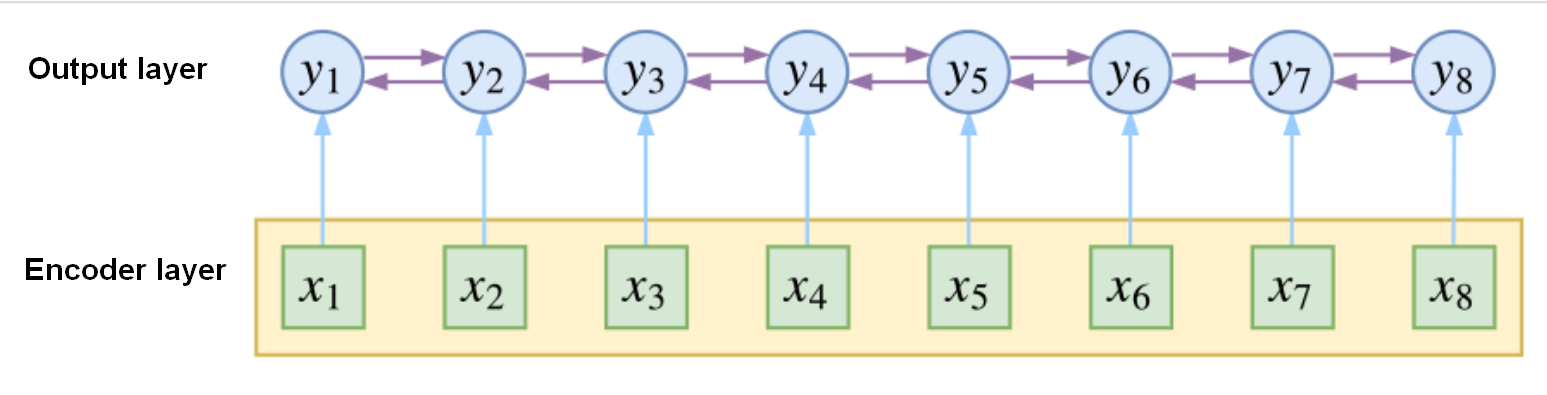 Output layer
y1 y2 y3 y4 y5 y6 y7 y8
Encoder layer
x1 x2 x3 x4 x5 x6 x7 x8